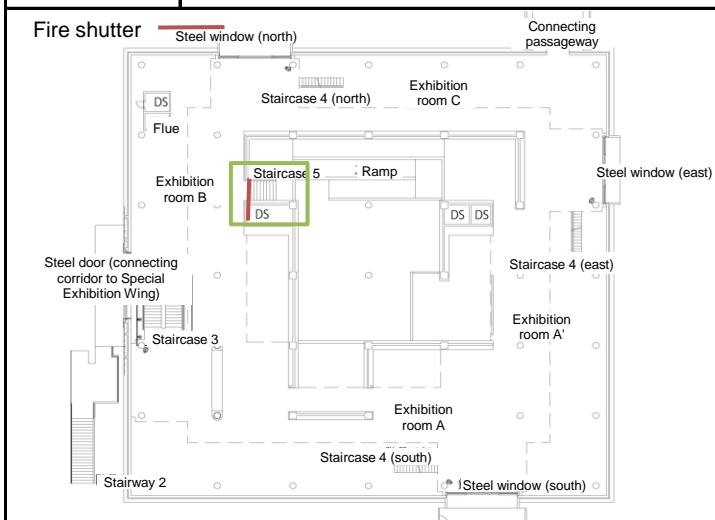 Fire shutter
Steel window (north)
Connecting
passageway
Staircase 4 (north)
Exhibition
room C
DS
Flue
Exhibition
room B
Staircase 5
Ramp
Steel window (east)
DS
DS
DS
Steel door (connecting
corridor to Special
Exhibition Wing)
Staircase 4 (east)
Staircase 3
Exhibition
room A'
Exhibition
room A
Staircase 4 (south)
Stairway 2
Steel window (south)